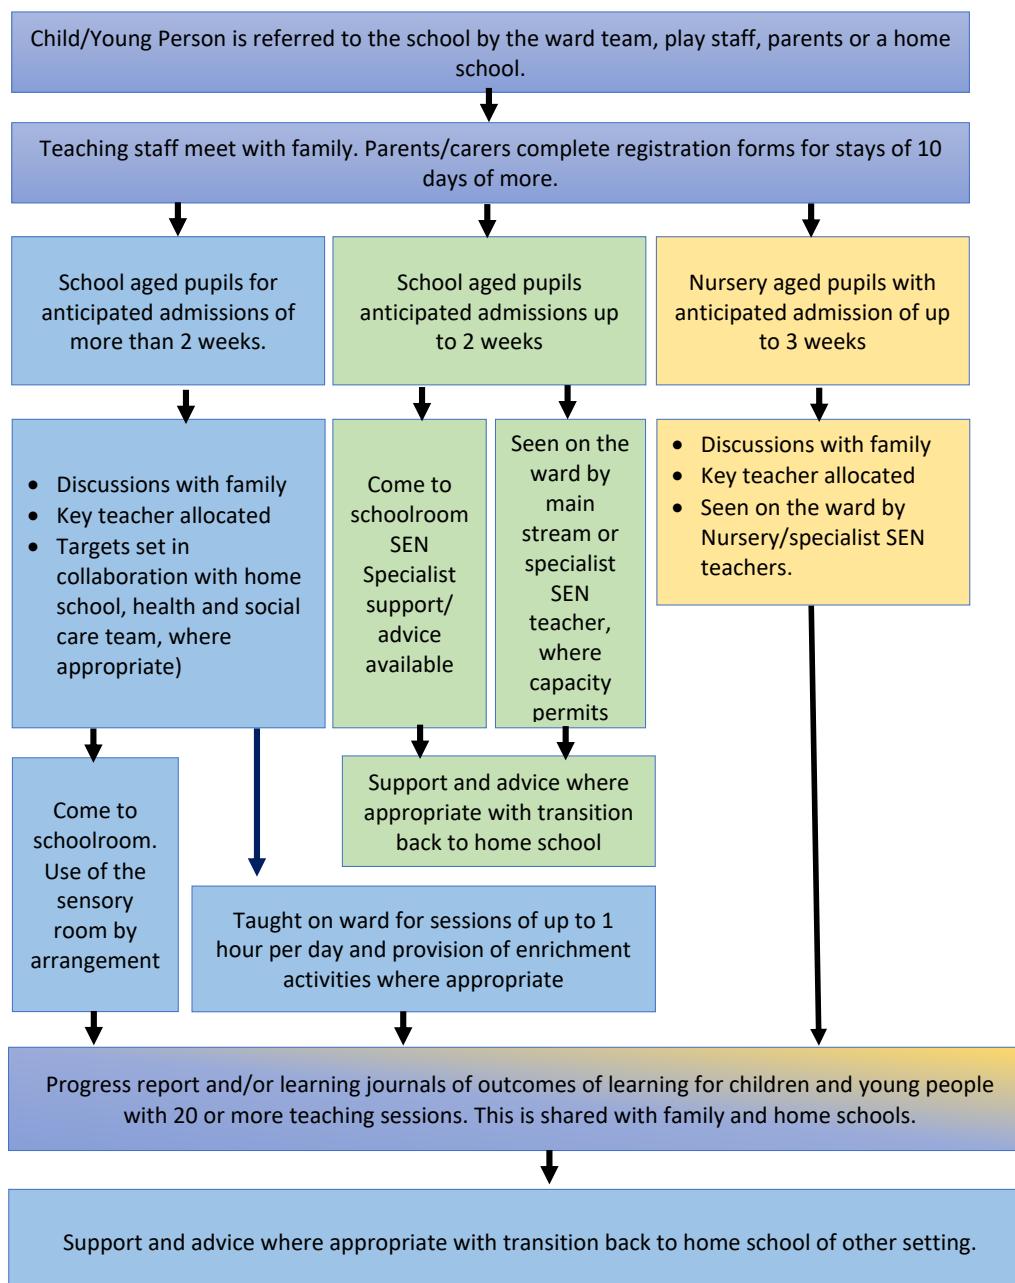 Child/Young Person is referred to the school by the ward team, play staff, parents or a home
school.
Teaching staff meet with family. Parents/carers complete registration forms for stays of 10
days of more.
School aged pupils for
anticipated admissions of
more than 2 weeks.
School aged pupils
anticipated admissions up
to 2 weeks
Nursery aged pupils with
anticipated admission of up
to 3 weeks
• Discussions with family
• Key teacher allocated
• Targets set in
collaboration with home
school, health and social
care team, where
appropriate)
Come to
schoolroom
SEN
Specialist
support/
advice
available
Seen on the
ward by
main
stream or
specialist
SEN
teacher,
where
capacity
permits
• Discussions with family
• Key teacher allocated
• Seen on the ward by
Nursery/specialist SEN
teachers.
Come to
schoolroom.
Use of the
sensory
room by
arrangement
Support and advice where
appropriate with transition
back to home school
Taught on ward for sessions of up to 1
hour per day and provision of enrichment
activities where appropriate
Progress report and/or learning journals of outcomes of learning for children and young people
with 20 or more teaching sessions. This is shared with family and home schools.
Support and advice where appropriate with transition back to home school of other setting.